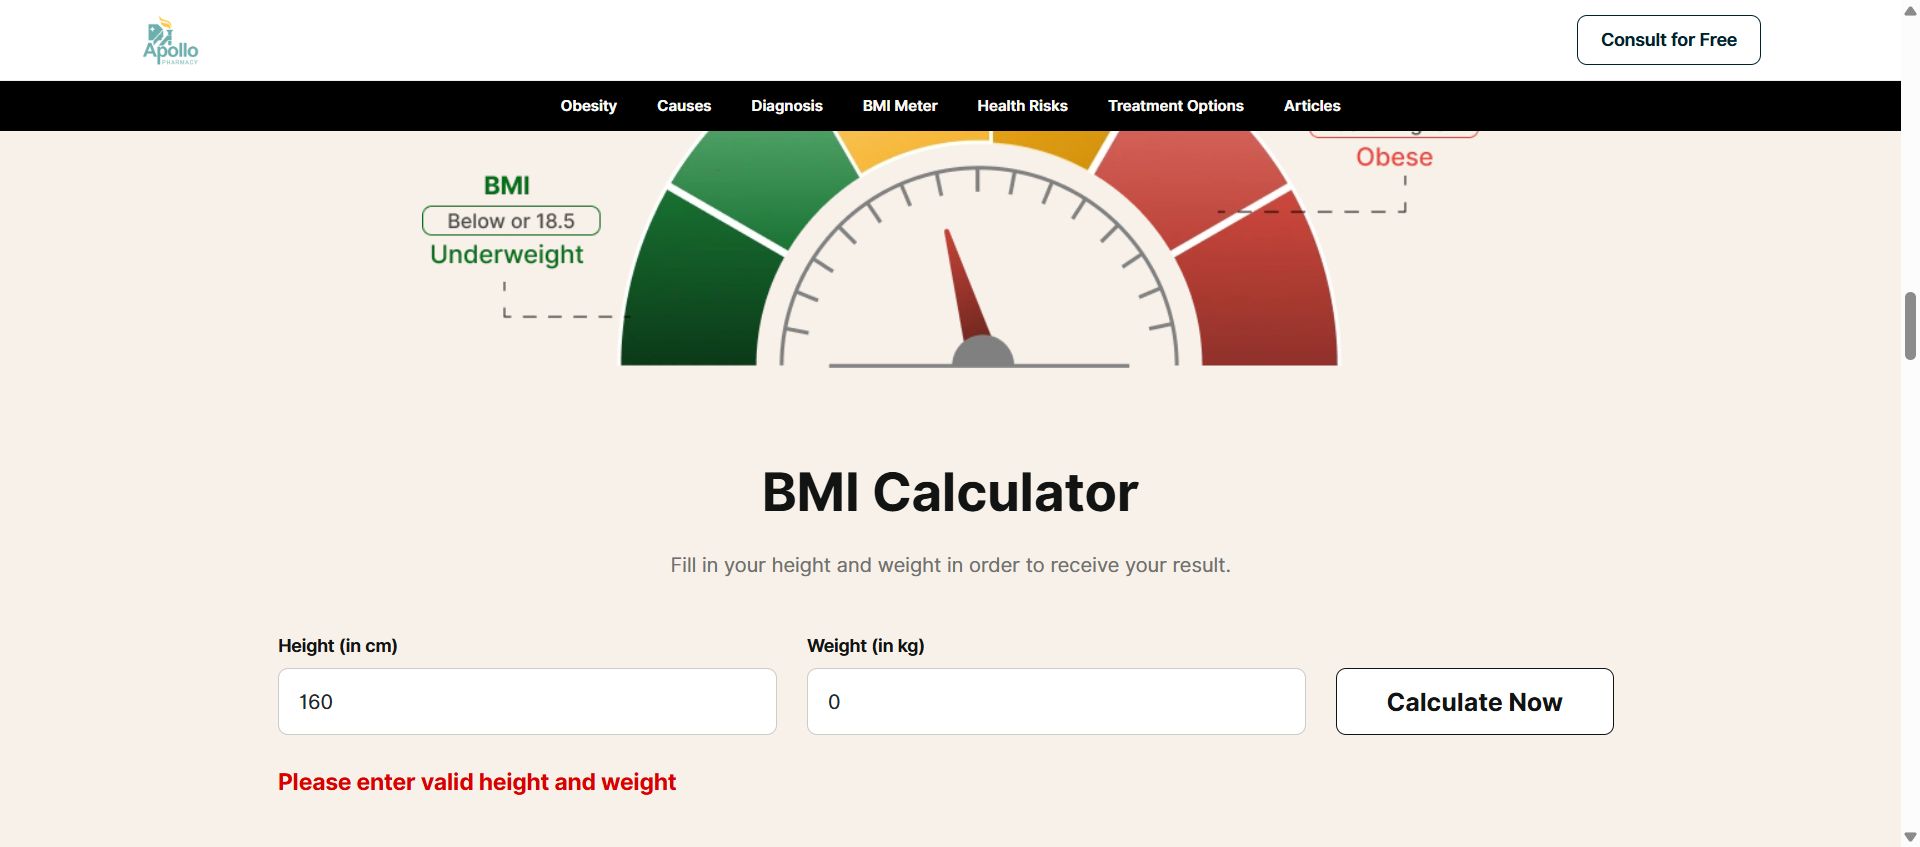 Apollo
PHARMACY
Consult for Free
Obesity Causes Diagnosis BMI Meter Health Risks Treatment Options Articles
Obese
BMI
Below or 18.5
Underweight
BMI Calculator
Fill in your height and weight in order to receive your result.
Height (in cm) Weight (in kg)
160 0 Calculate Now
Please enter valid height and weight